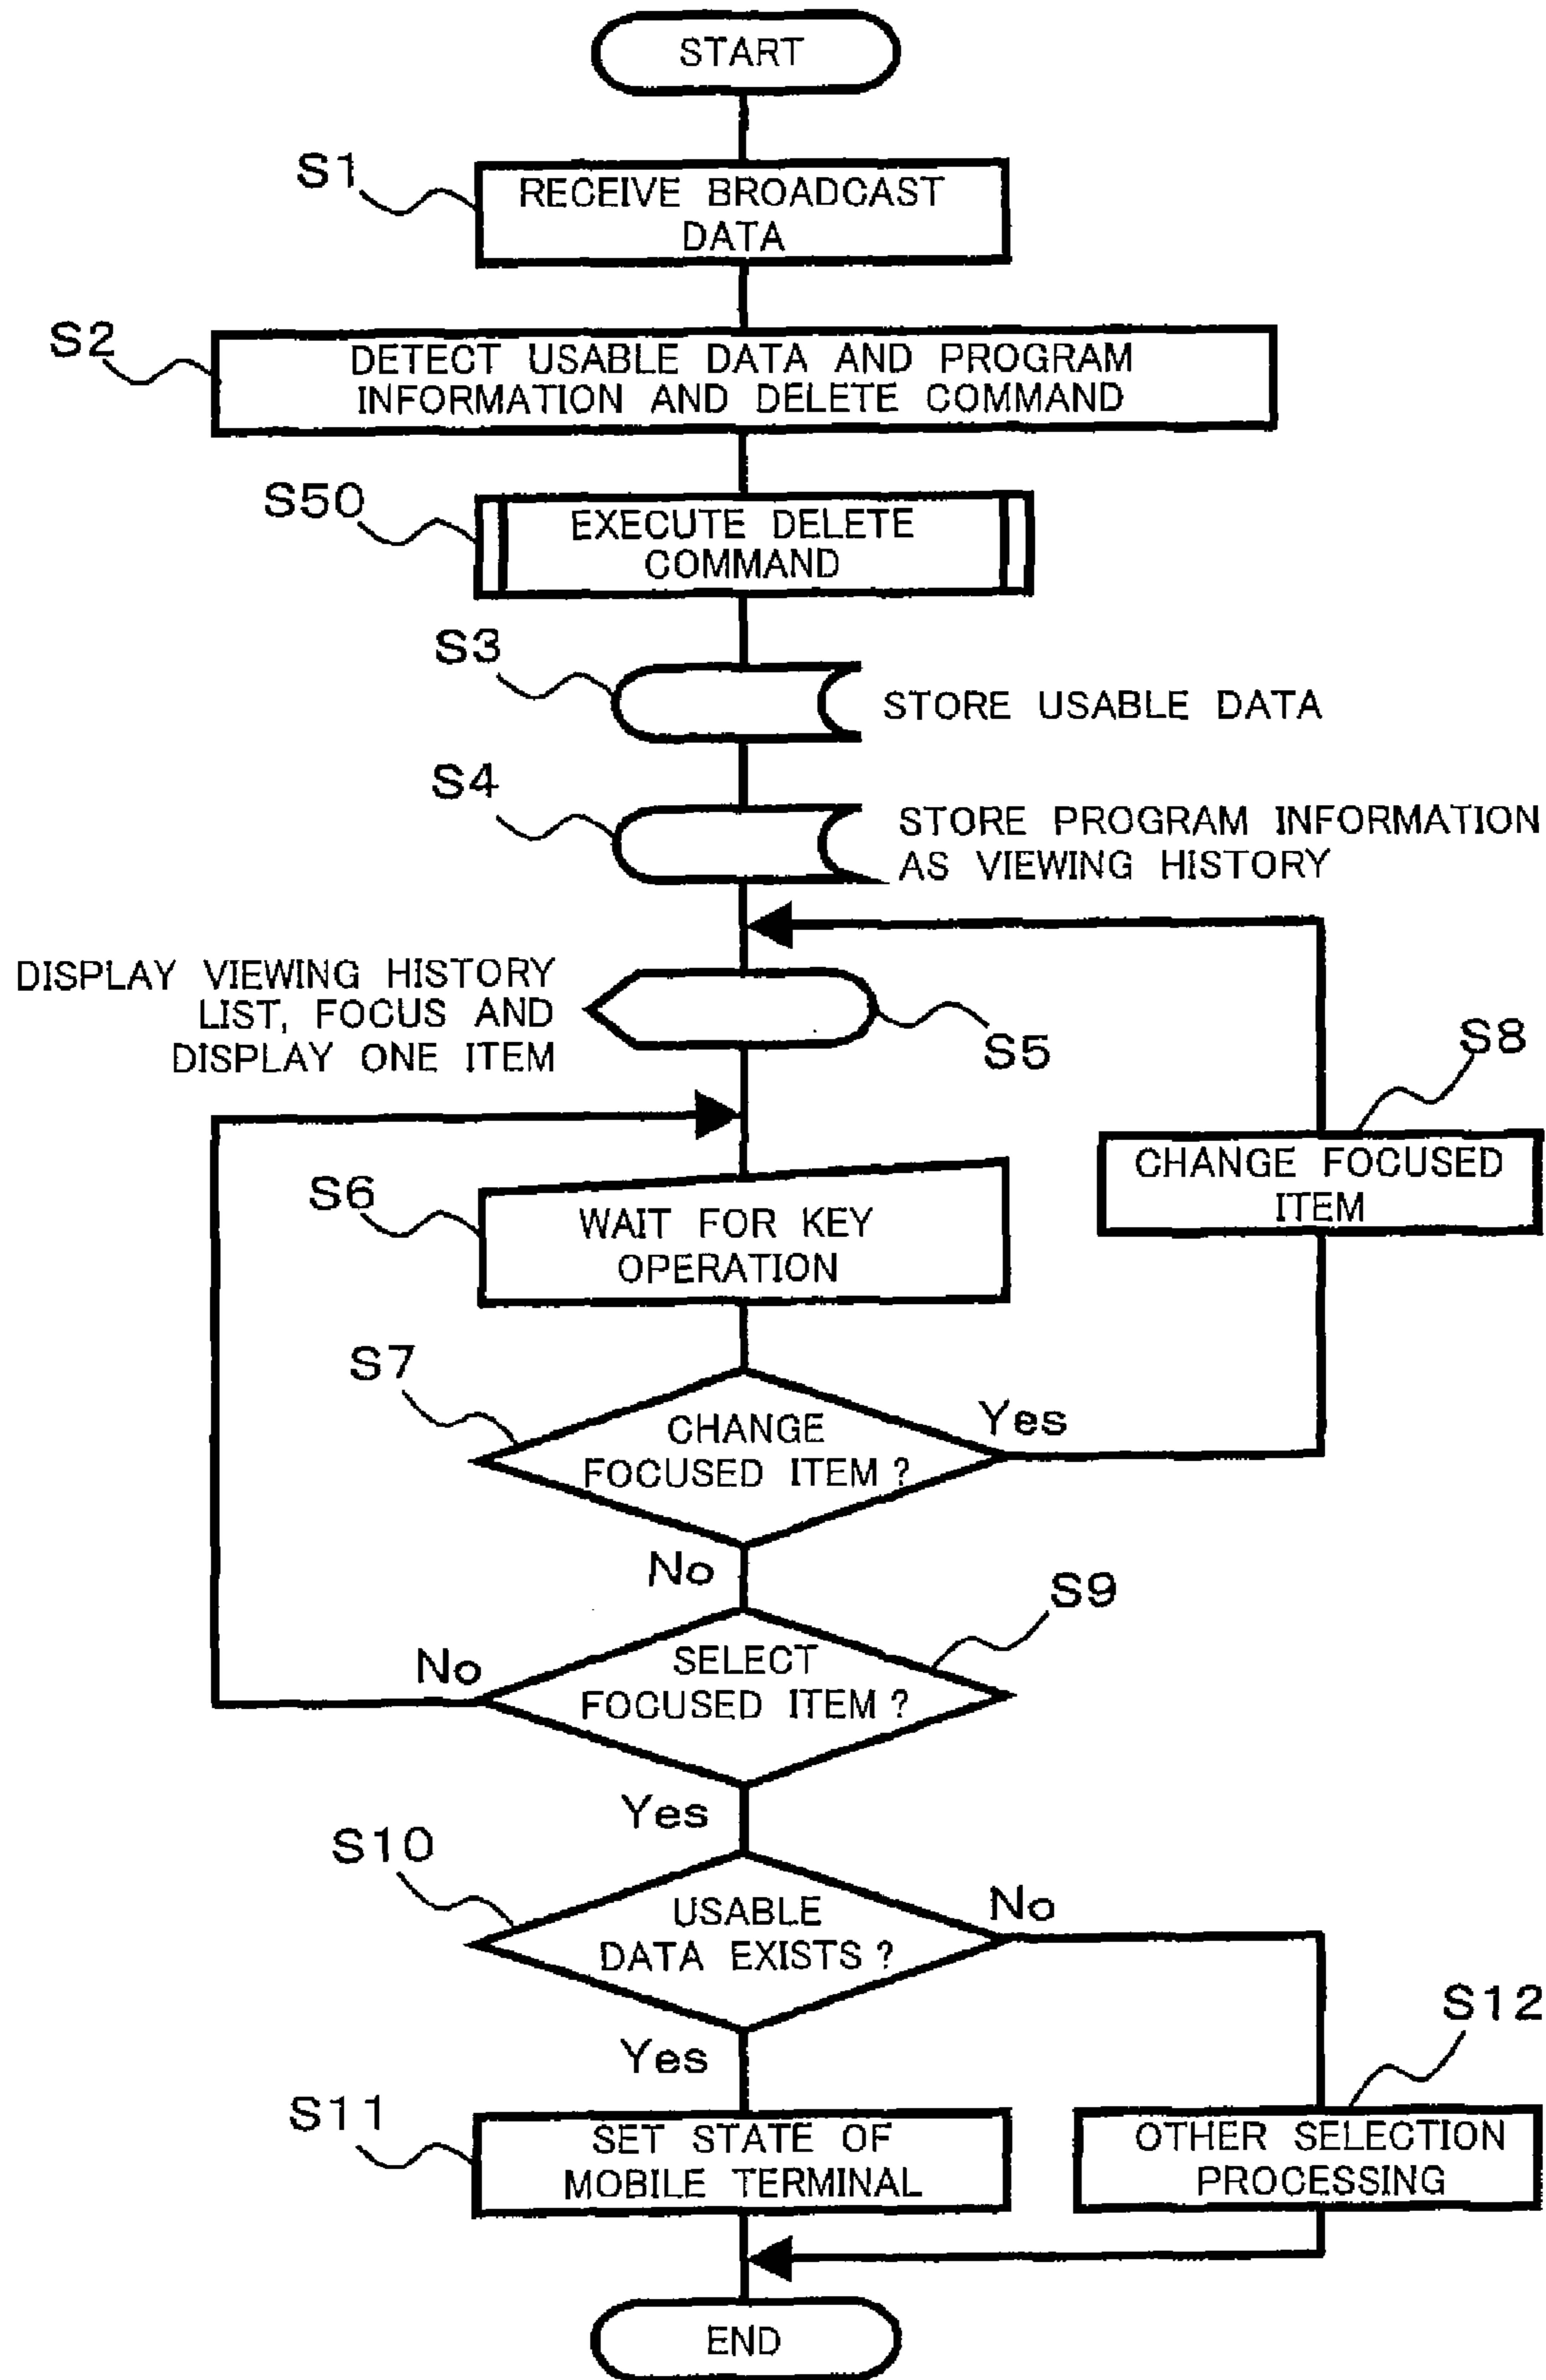 START
S1
RECEIVE BROADCAST
DATA
S2
DETECT USABLE DATA AND PROGRAM
INFORMATION AND DELETE COMMAND
S50
EXECUTE DELETE
COMMAND
S3
STORE USABLE DATA
S4
STORE PROGRAM INFORMATION
AS VIEWING HISTORY
DISPLAY VIEWING HISTORY
LIST, FOCUS AND
DISPLAY ONE ITEM
S5
S8
CHANGE FOCUSED
ITEM
S6
WAIT FOR KEY
OPERATION
S7
CHANGE
FOCUSED ITEM ?
Yes
No
S9
SELECT
FOCUSED ITEM ?
No
Yes
S10
USABLE
DATA EXISTS ?
No
Yes
S11
SET STATE OF
MOBILE TERMINAL
S12
OTHER SELECTION
PROCESSING
END